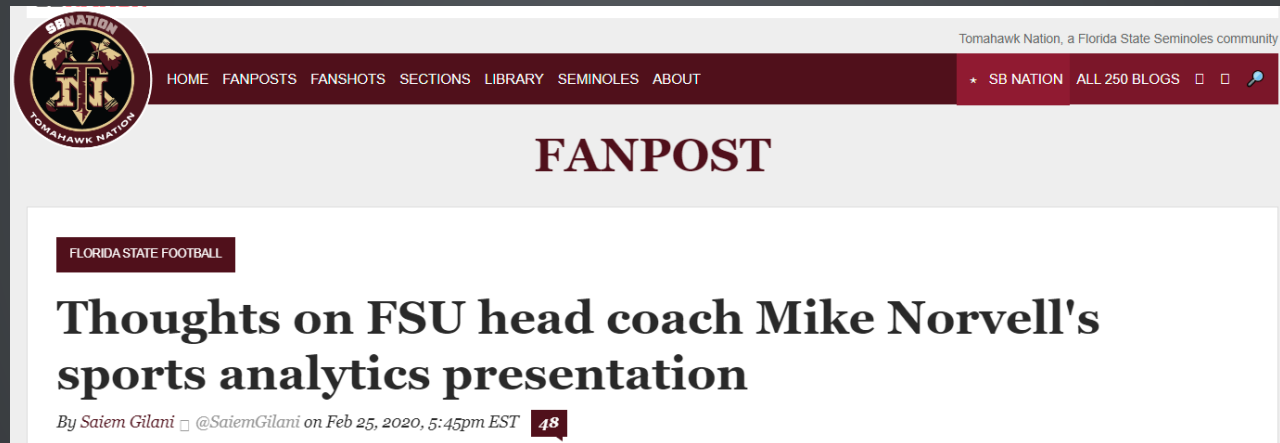 SBNATION
TOMAHAWK NATION
Tomahawk Nation, a Florida State Seminoles community
HOME FANPOSTS FANSHOTS SECTIONS LIBRARY SEMINOLES ABOUT
SB NATION ALL 250 BLOGS
FANPOST
FLORIDA STATE FOOTBALL
Thoughts on FSU head coach Mike Norvell's
sports analytics presentation
By Saiem Gilani @SaiemGilani on Feb 25, 2020, 5:45pm EST 48